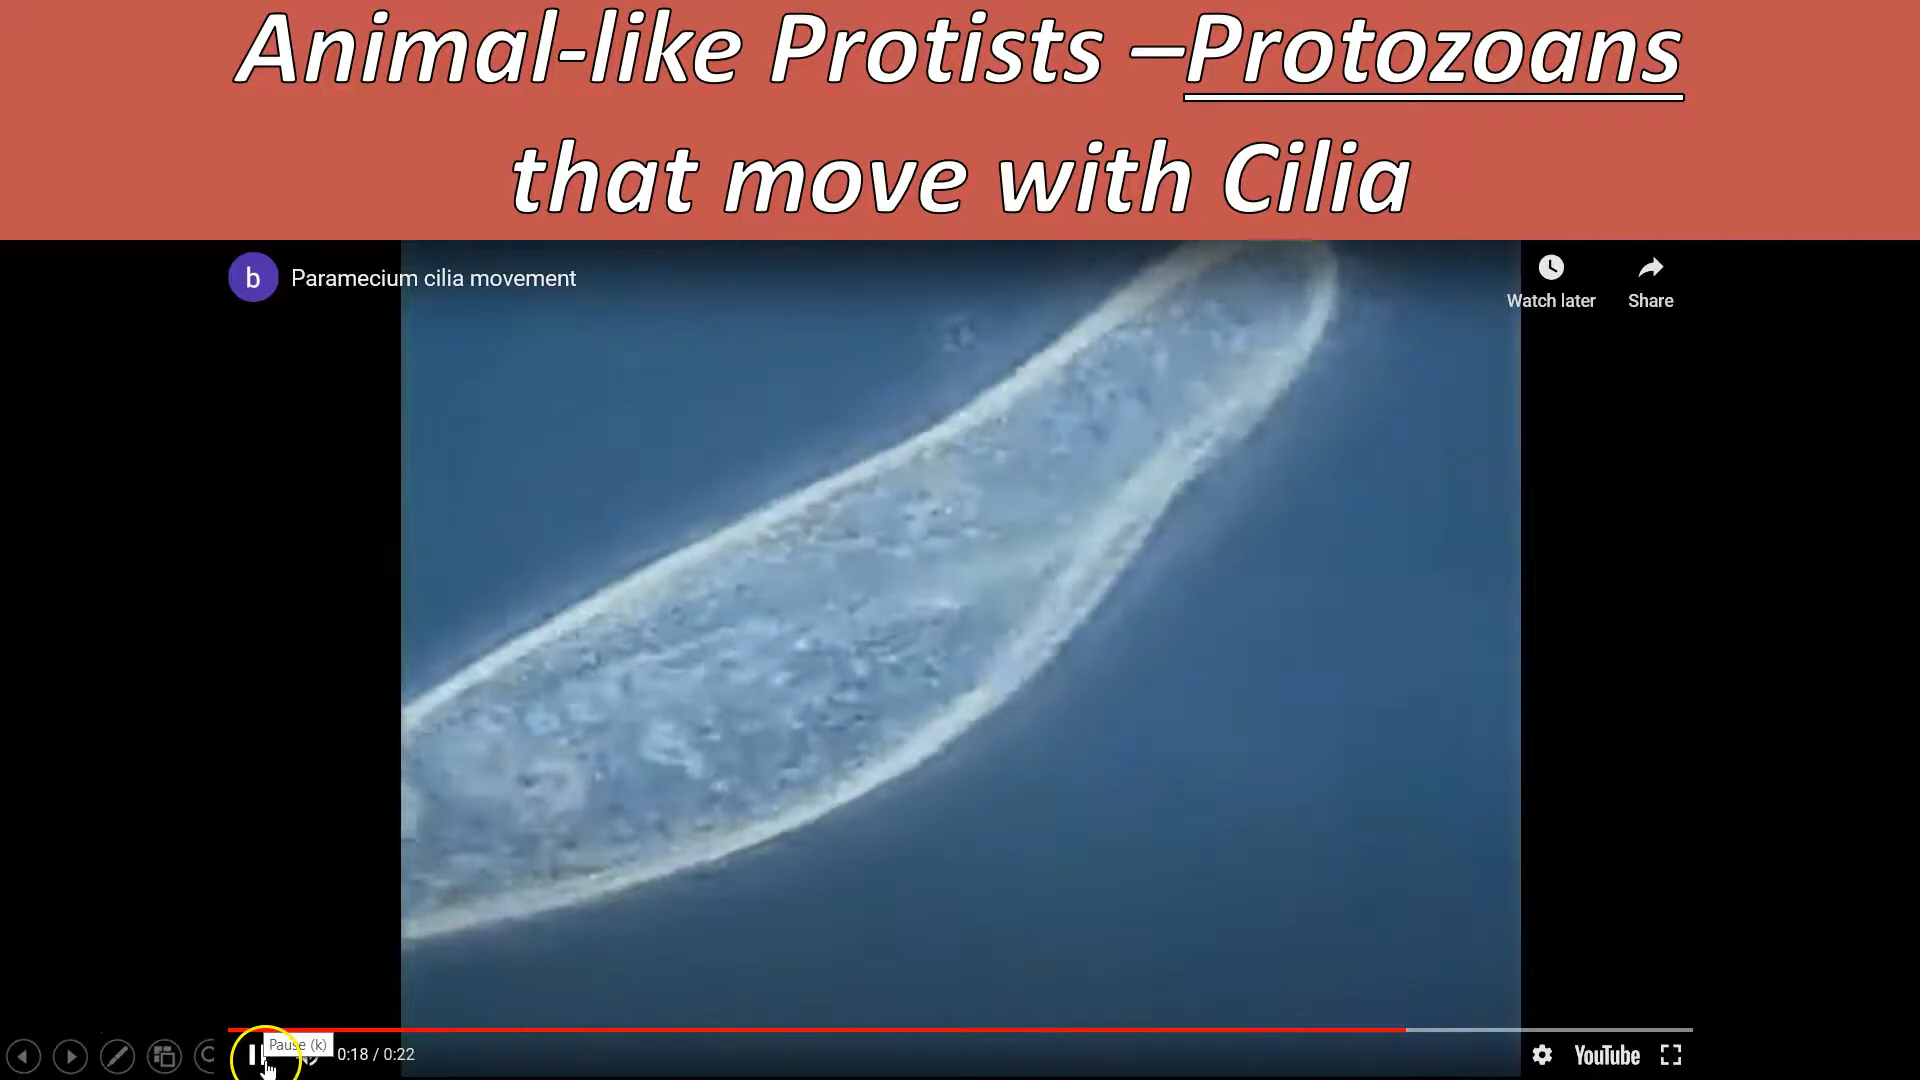 Animal-like Protists –Protozoans
that move with Cilia
b
Paramecium cilia movement
Watch later
Share
Pause (k)
0:18 / 0:22
YouTube